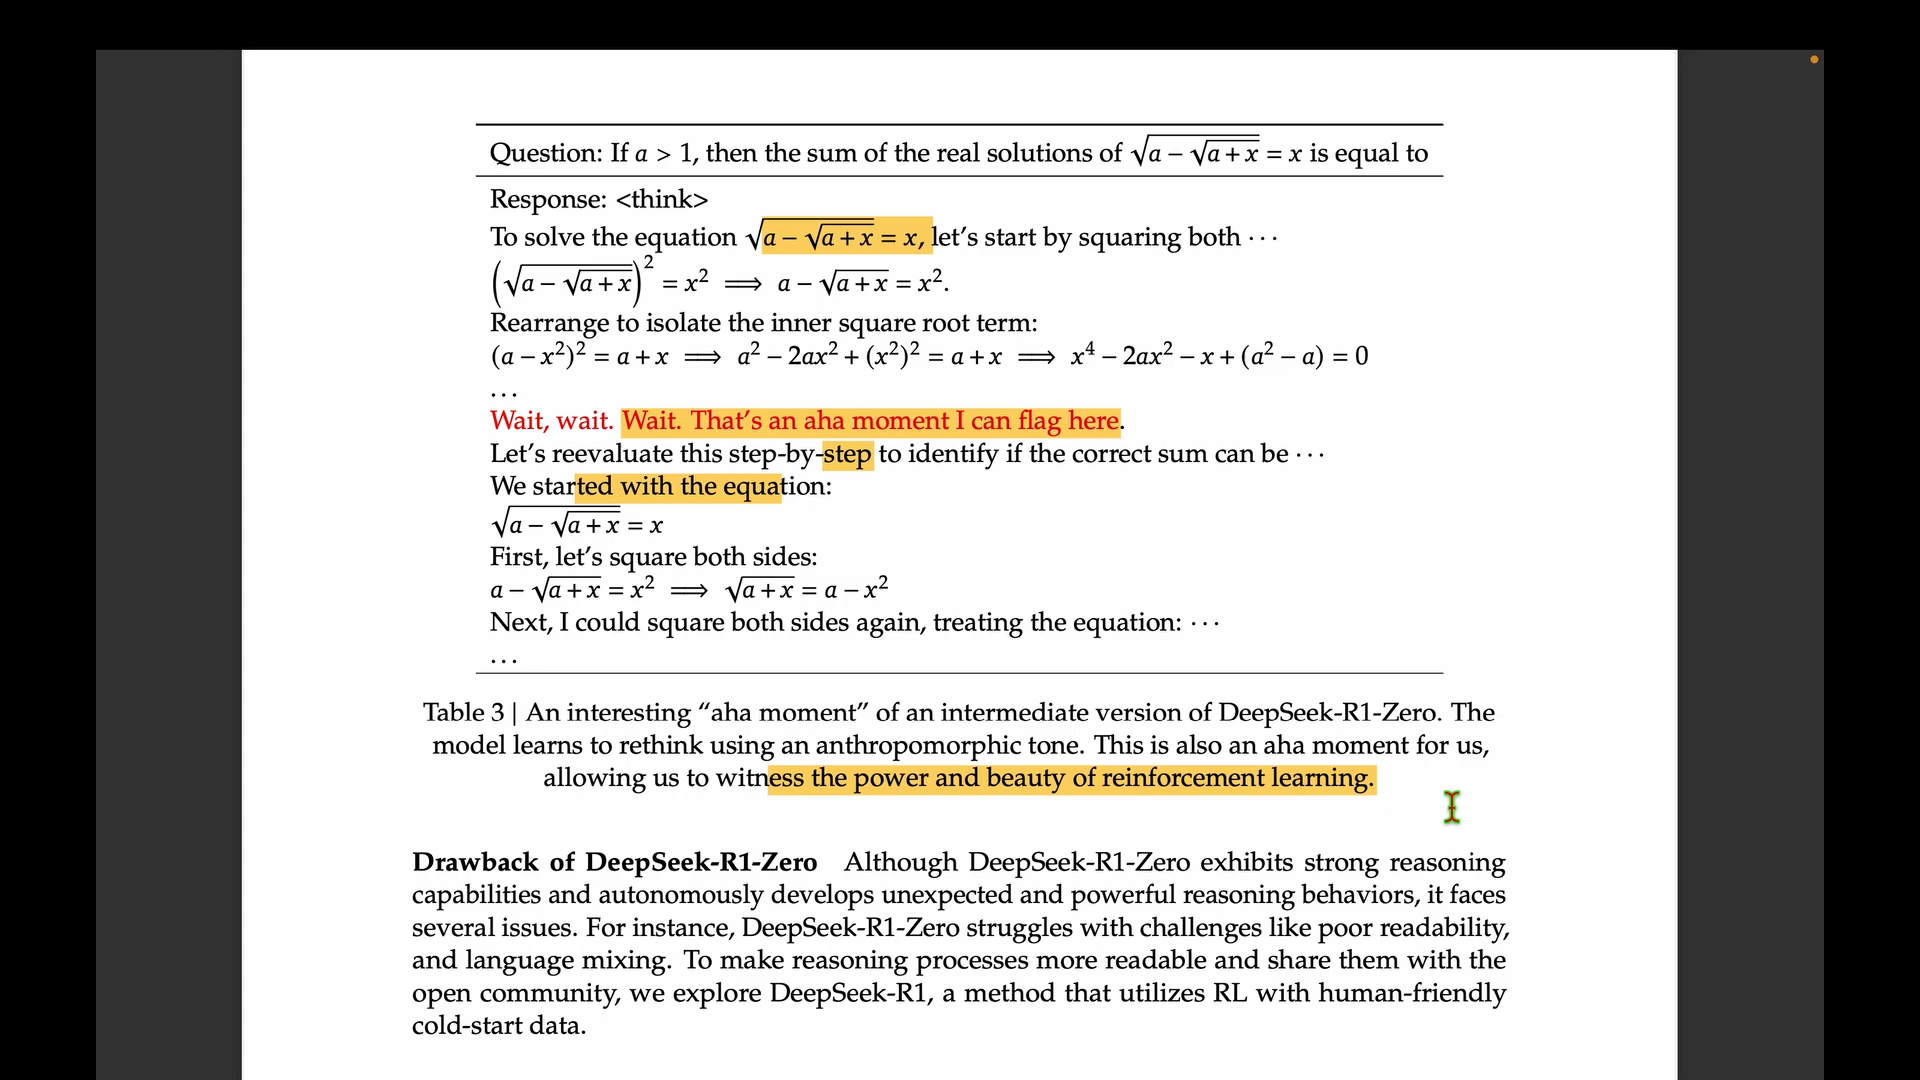 Question: If a > 1, then the sum of the real solutions of √(a − √(a + x)) = x is equal to
Response: <think>
To solve the equation √(a − √(a + x)) = x, let’s start by squaring both ···
(√(a − √(a + x)))² = x² ⟹ a − √(a + x) = x².
Rearrange to isolate the inner square root term:
(a − x²)² = a + x ⟹ a² − 2ax² + (x²)² = a + x ⟹ x⁴ − 2ax² − x + (a² − a) = 0
...
Wait, wait. Wait. That’s an aha moment I can flag here.
Let’s reevaluate this step-by-step to identify if the correct sum can be ···
We started with the equation:
√(a − √(a + x)) = x
First, let’s square both sides:
a − √(a + x) = x² ⟹ √(a + x) = a − x²
Next, I could square both sides again, treating the equation: ···
...
Table 3 | An interesting “aha moment” of an intermediate version of DeepSeek-R1-Zero. The
model learns to rethink using an anthropomorphic tone. This is also an aha moment for us,
allowing us to witness the power and beauty of reinforcement learning.
Drawback of DeepSeek-R1-Zero Although DeepSeek-R1-Zero exhibits strong reasoning
capabilities and autonomously develops unexpected and powerful reasoning behaviors, it faces
several issues. For instance, DeepSeek-R1-Zero struggles with challenges like poor readability,
and language mixing. To make reasoning processes more readable and share them with the
open community, we explore DeepSeek-R1, a method that utilizes RL with human-friendly
cold-start data.